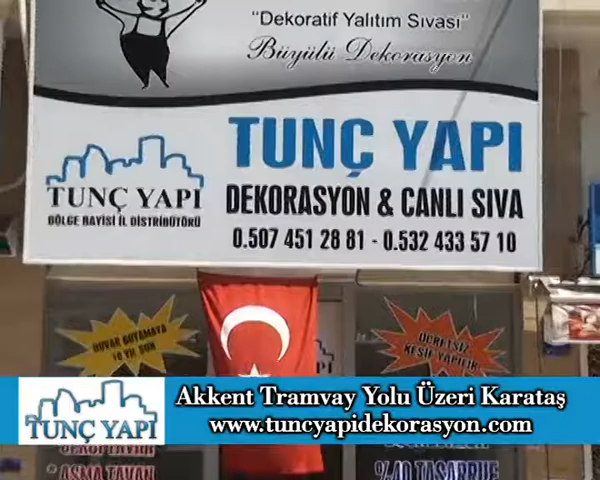 "Dekoratif Yalıtım Sıvası"
Büyülü Dekorasyon
TUNÇ YAPI
TUNÇ YAPI
BÖLGE BAYİSİ İL DİSTRİBÜTÖRÜ
DEKORASYON & CANLI SIVA
0.507 451 28 81 - 0.532 433 57 10
DUVAR BOYAMAYA
10 YIL SON
ÜCRETSİZ
KEŞİF YAPILIR
TUNÇ YAPI
Akkent Tramvay Yolu Üzeri Karataş
www.tuncyapidekorasyon.com
* ASMA TAVAN
%40 TASARRUF